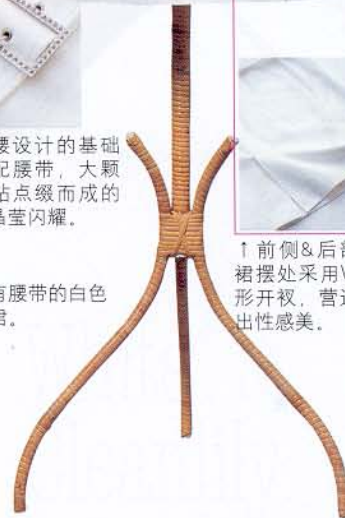 腰设计的基础
配腰带，大颗
钻点缀而成的
晶莹闪耀。
有腰带的白色
裙。
↑前侧&后部
裙摆处采用V
形开衩，营造
出性感美。